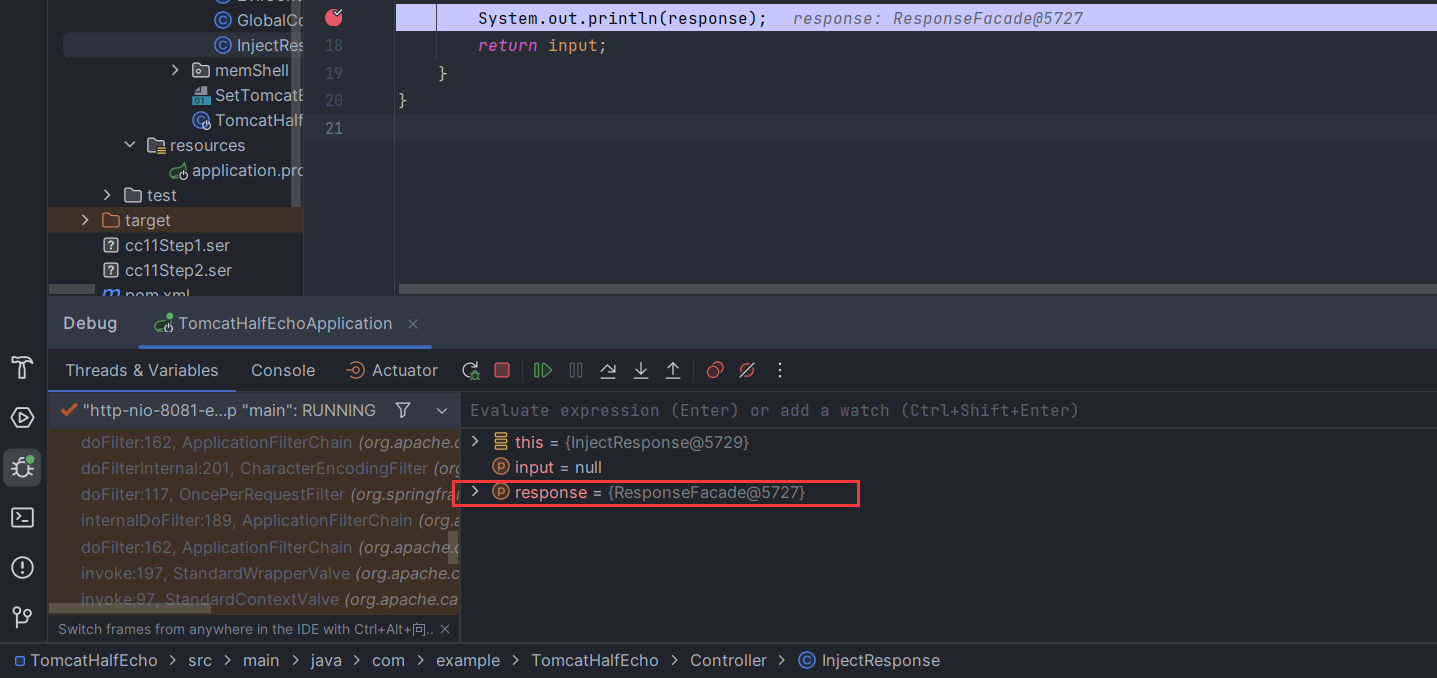 GlobalCo
System.out.println(response); response: ResponseFacade@5727
InjectRes
18 return input;
memShell
19 }
SetTomcatE
20 }
TomcatHalf
21
resources
application.pro
test
target
cc11Step1.ser
cc11Step2.ser
pom.xml
Debug TomcatHalfEchoApplication
Threads & Variables Console Actuator
"http-nio-8081-e...p "main": RUNNING
Evaluate expression (Enter) or add a watch (Ctrl+Shift+Enter)
doFilter:162, ApplicationFilterChain (org.apache.c
this = {InjectResponse@5729}
doFilterInternal:201, CharacterEncodingFilter (org
input = null
doFilter:117, OncePerRequestFilter (org.springfra
response = {ResponseFacade@5727}
internalDoFilter:189, ApplicationFilterChain (org.a
doFilter:162, ApplicationFilterChain (org.apache.c
invoke:197, StandardWrapperValve (org.apache.c
invoke:97, StandardContextValve (org.apache.ca
Switch frames from anywhere in the IDE with Ctrl+Alt+向..
TomcatHalfEcho > src > main > java > com > example > TomcatHalfEcho > Controller > InjectResponse